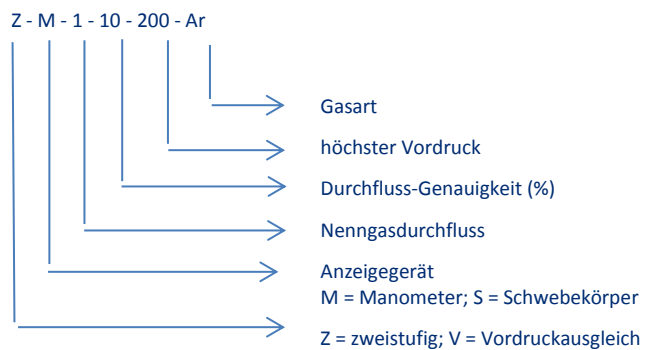 Z - M - 1 - 10 - 200 - Ar
Gasart
höchster Vordruck
Durchfluss-Genauigkeit (%)
Nenngasdurchfluss
Anzeigegerät
M = Manometer; S = Schwebekörper
Z = zweistufig; V = Vordruckausgleich